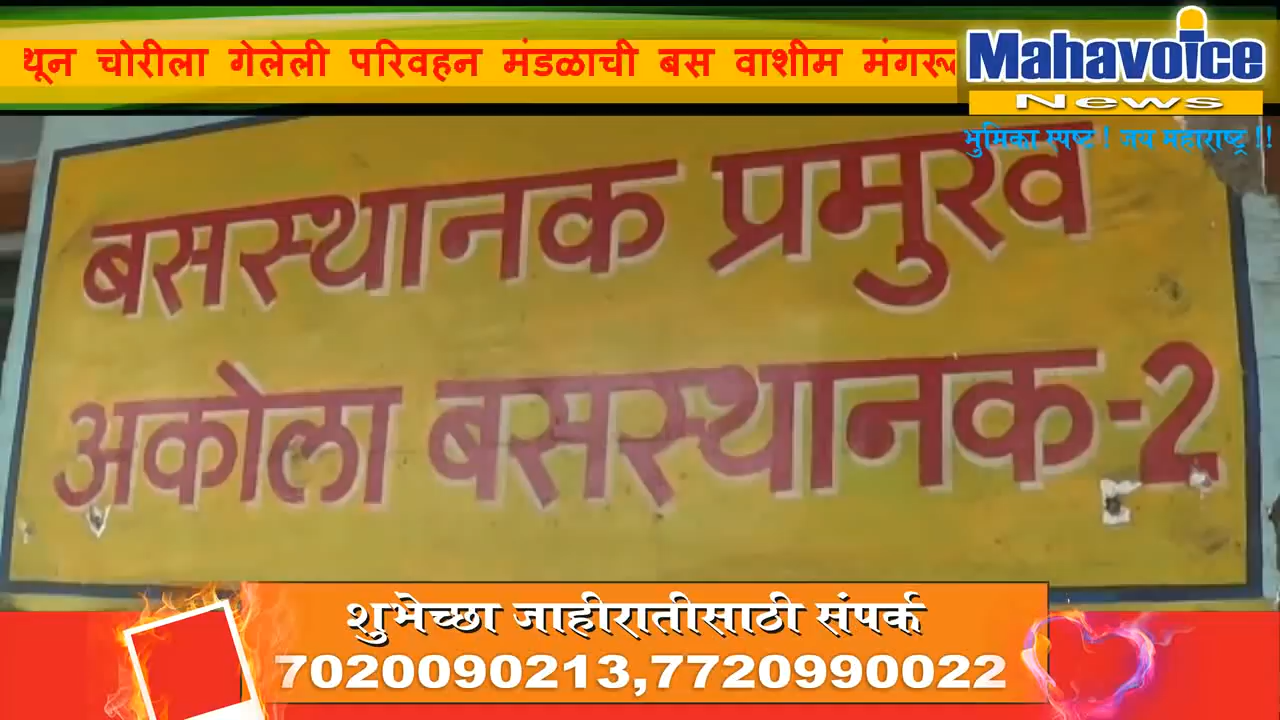 थून चोरीला गेलेली परिवहन मंडळाची बस वाशीम
Mahavoice
News
भुमिका स्पष्ट ! जय महाराष्ट्र !!
बसस्थानक प्रमुख
अकोला बसस्थानक-2
शुभेच्छा जाहीरातीसाठी संपर्क
7020090213,7720990022